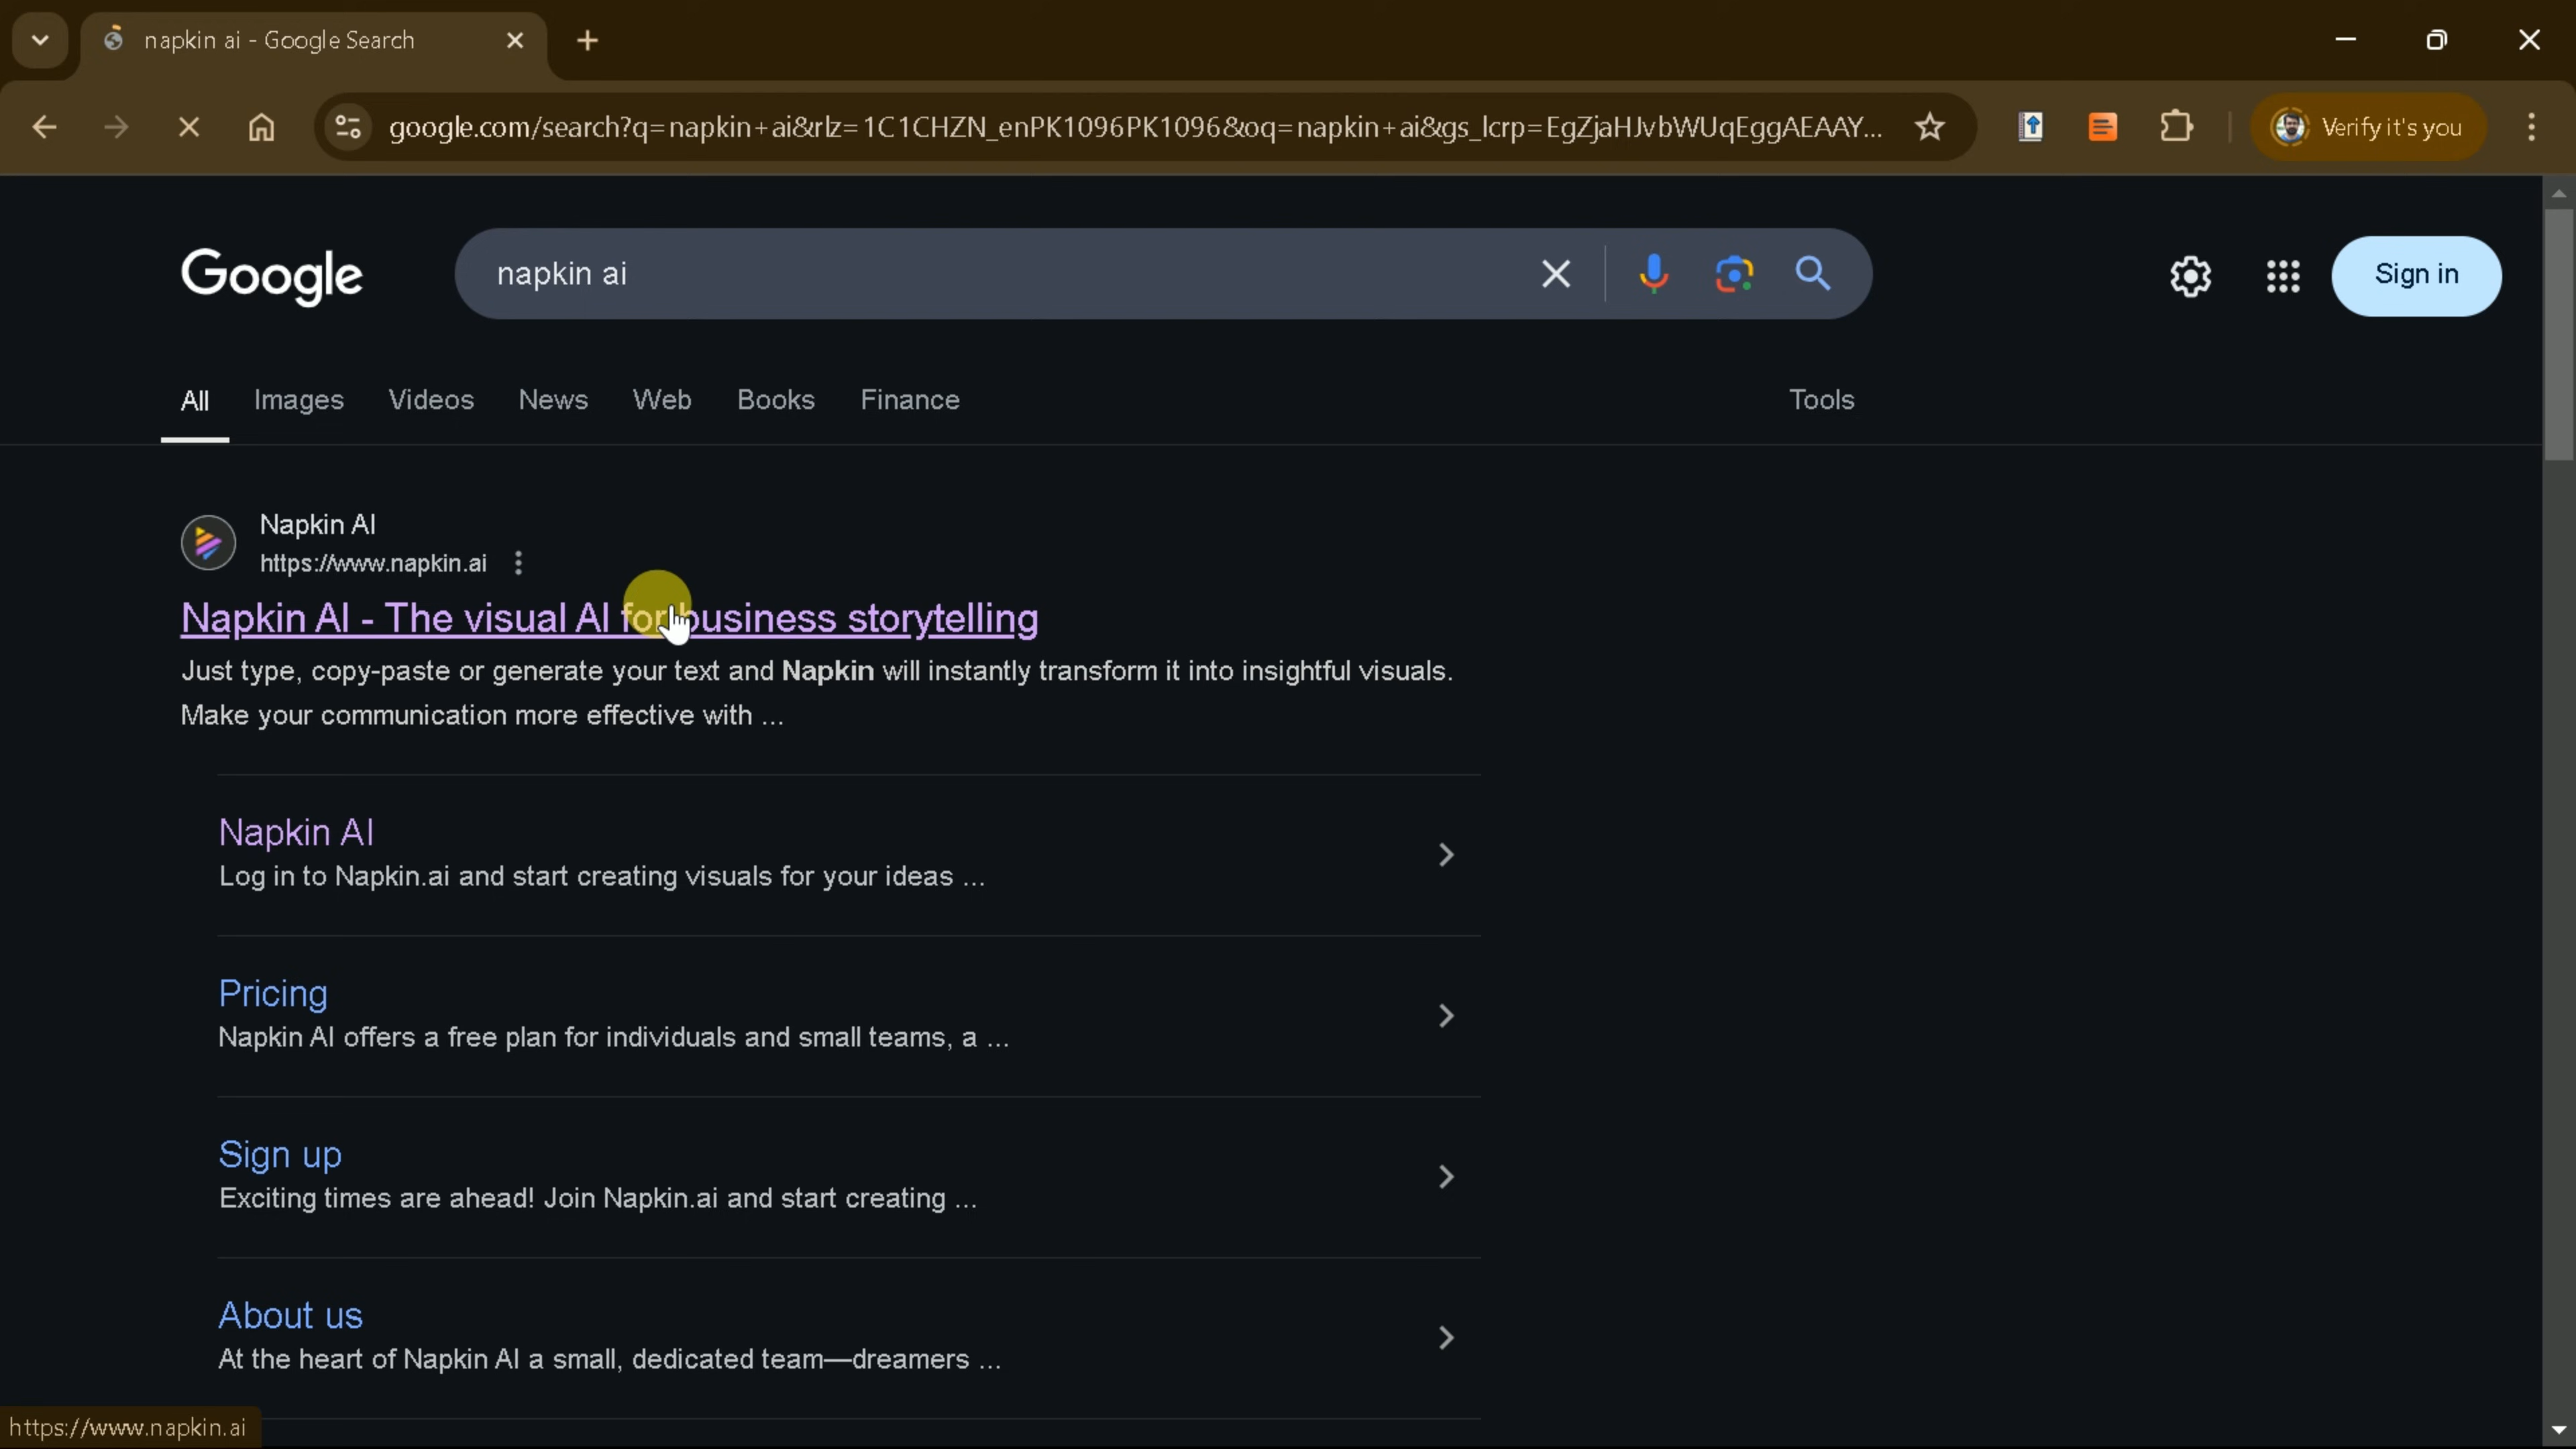 napkin ai - Google Search
google.com/search?q=napkin+ai&rlz=1C1CHZN_enPK1096PK1096&oq=napkin+ai&gs_lcrp=EgZjaHJvbWUqEggAEAAY...
Verify it's you
Google
napkin ai
Sign in
All Images Videos News Web Books Finance Tools
Napkin AI
https://www.napkin.ai
Napkin AI - The visual AI for business storytelling
Just type, copy-paste or generate your text and Napkin will instantly transform it into insightful visuals.
Make your communication more effective with ...
Napkin AI
Log in to Napkin.ai and start creating visuals for your ideas ...
Pricing
Napkin AI offers a free plan for individuals and small teams, a ...
Sign up
Exciting times are ahead! Join Napkin.ai and start creating ...
About us
At the heart of Napkin AI a small, dedicated team—dreamers ...
https://www.napkin.ai